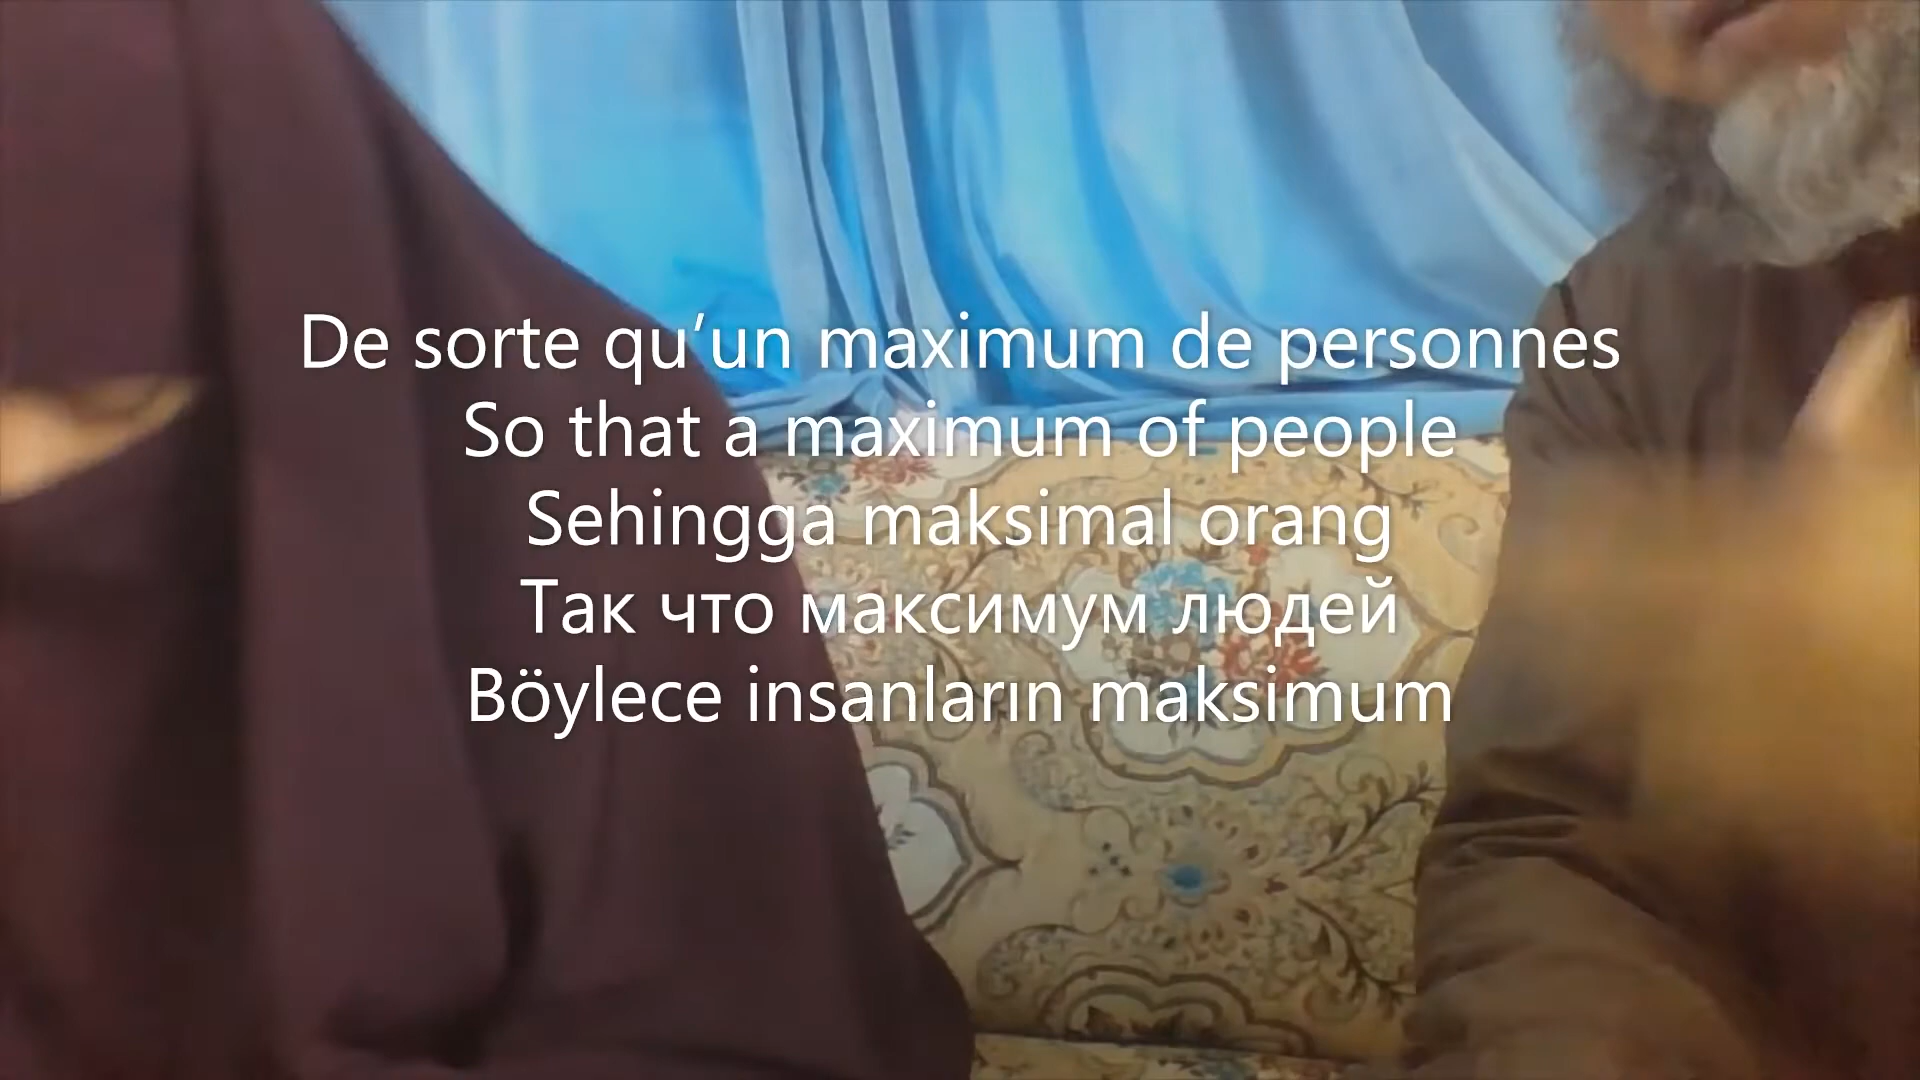 De sorte qu’un maximum de personnes
So that a maximum of people
Sehingga maksimal orang
Так что максимум людей
Böylece insanların maksimum